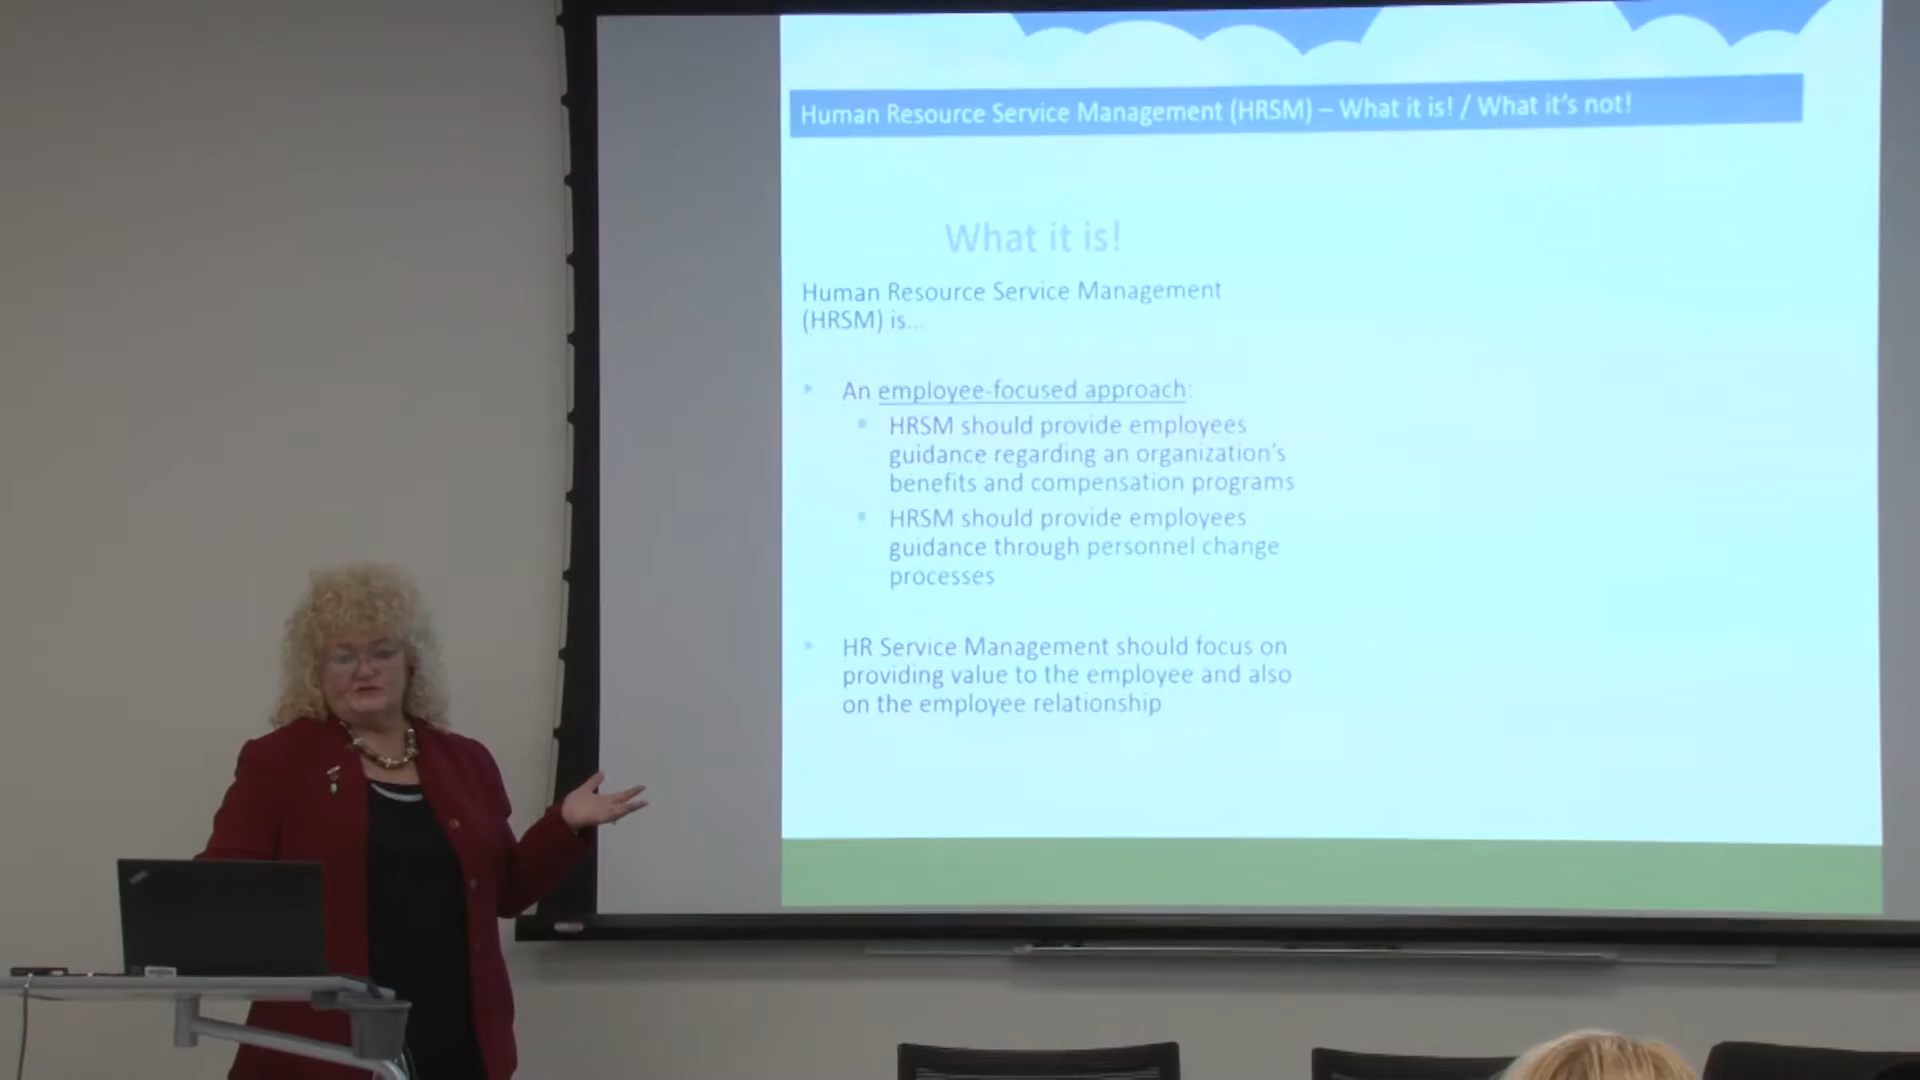 Human Resource Service Management (HRSM) – What it is! / What it's not!
What it is!
Human Resource Service Management
(HRSM) is...
An employee-focused approach:
HRSM should provide employees
guidance regarding an organization's
benefits and compensation programs
HRSM should provide employees
guidance through personnel change
processes
HR Service Management should focus on
providing value to the employee and also
on the employee relationship